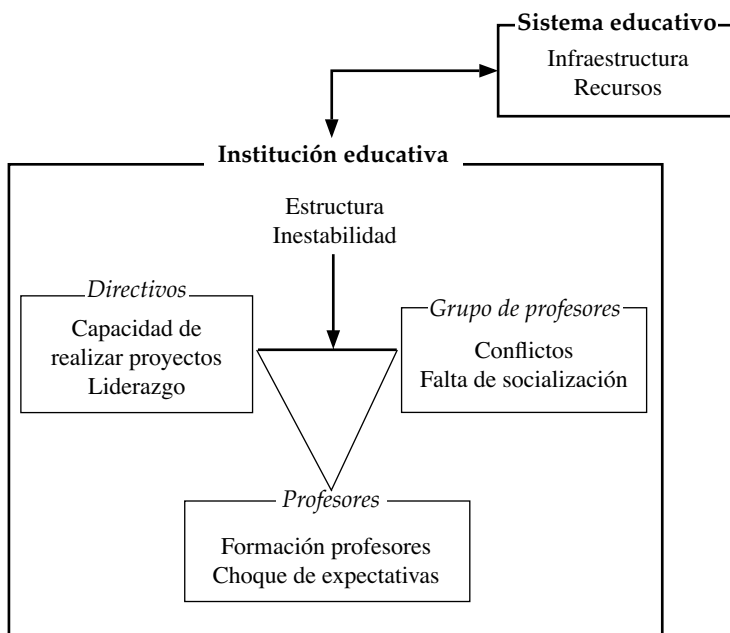 Sistema educativo
Infraestructura
Recursos
Institución educativa
Estructura
Inestabilidad
Directivos
Capacidad de
realizar proyectos
Liderazgo
Grupo de profesores
Conflictos
Falta de socialización
Profesores
Formación profesores
Choque de expectativas